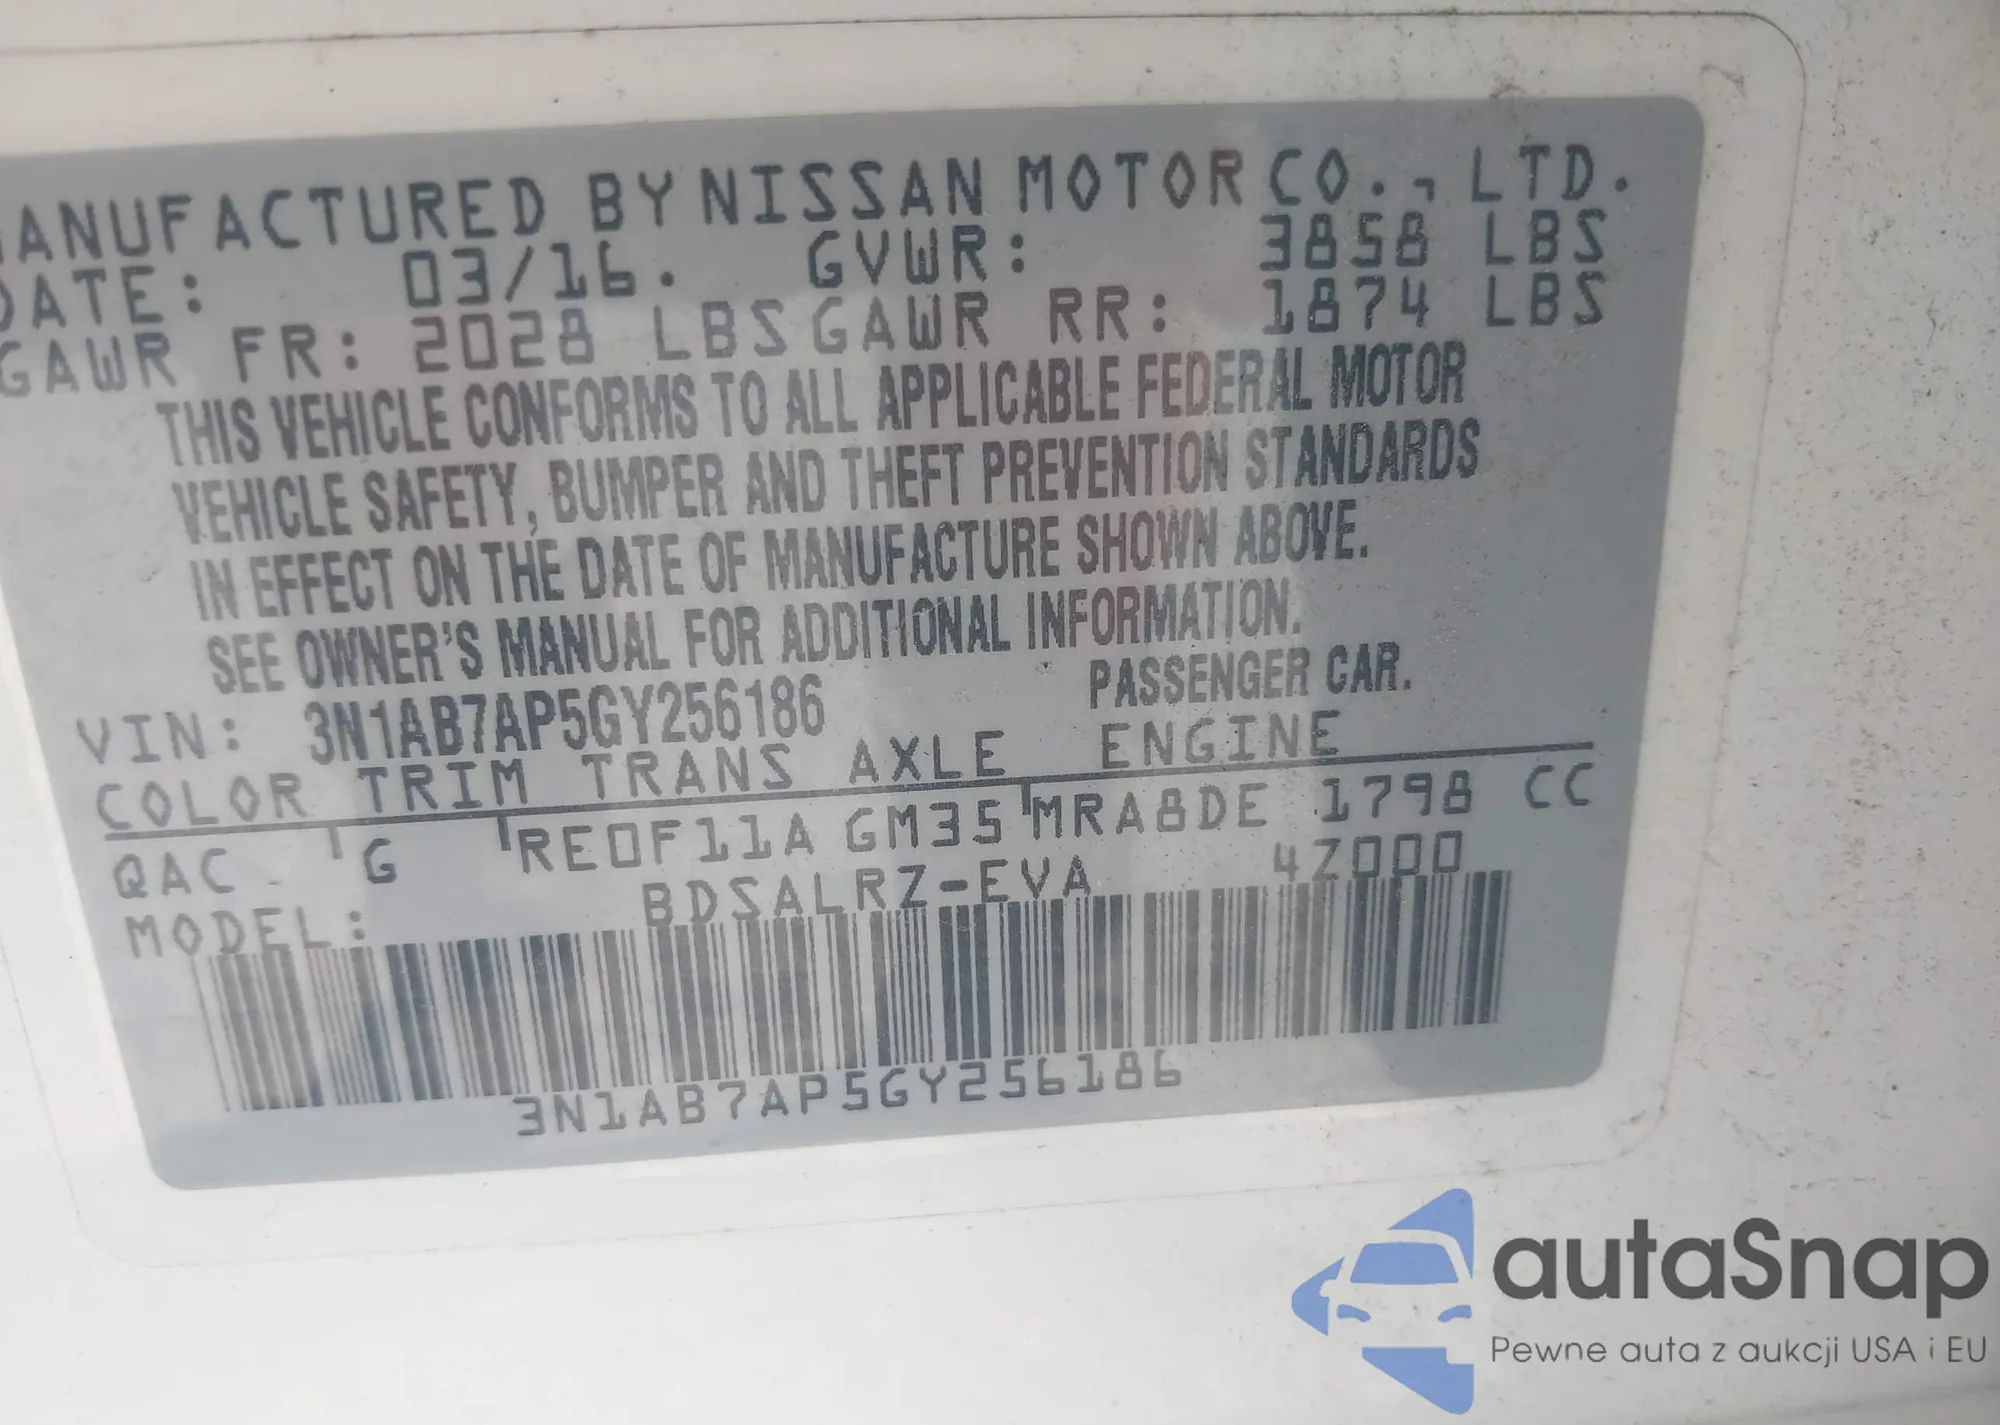 MANUFACTURED BY NISSAN MOTOR CO., LTD.
DATE: 03/16. GVWR: 3858 LBS
GAWR FR: 2028 LBS GAWR RR: 1874 LBS
THIS VEHICLE CONFORMS TO ALL APPLICABLE FEDERAL MOTOR
VEHICLE SAFETY, BUMPER AND THEFT PREVENTION STANDARDS
IN EFFECT ON THE DATE OF MANUFACTURE SHOWN ABOVE.
SEE OWNER'S MANUAL FOR ADDITIONAL INFORMATION.
VIN: 3N1AB7AP5GY256186 PASSENGER CAR.
COLOR TRIM TRANS AXLE ENGINE
QAC G RE0F11A GM35 MRA8DE 1798 CC
MODEL: BDSALRZ-EVA 4Z000
3N1AB7AP5GY256186
autaSnap
Pewne auta z aukcji USA i EU